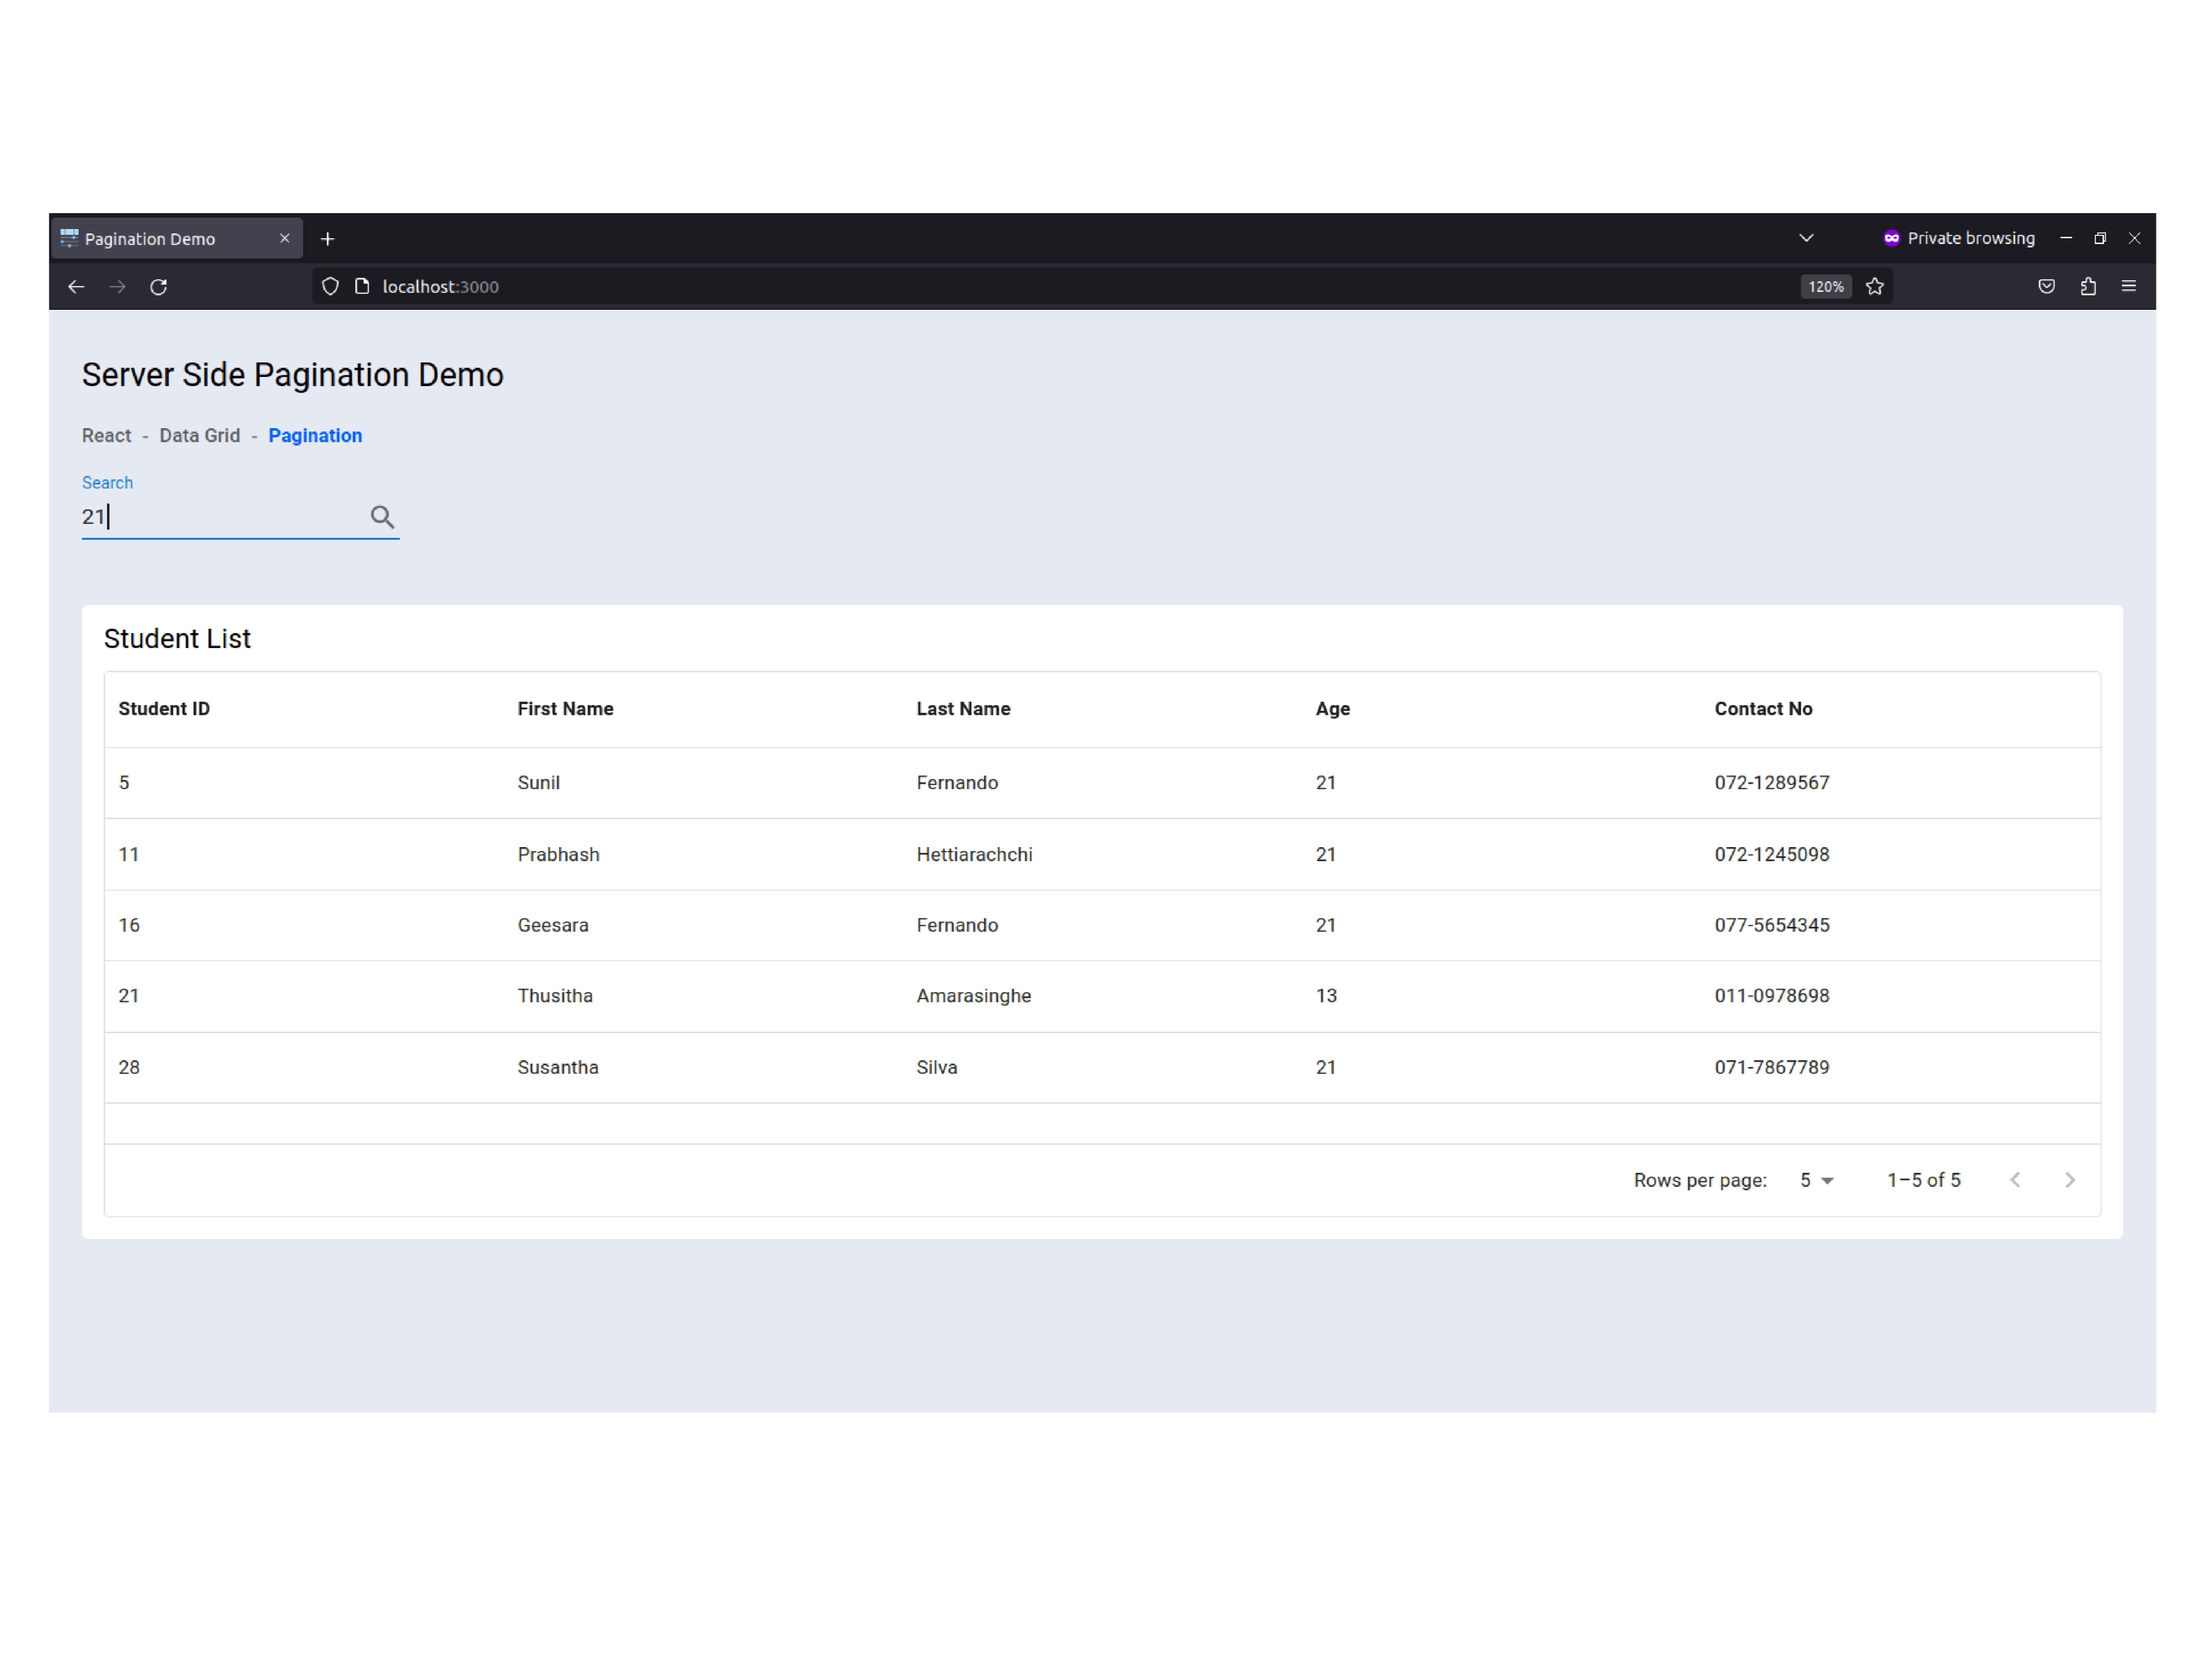 Pagination Demo
Private browsing
localhost:3000 120%
Server Side Pagination Demo
React - Data Grid - Pagination
Search
21
Student List
Student ID First Name Last Name Age Contact No
5 Sunil Fernando 21 072-1289567
11 Prabhash Hettiarachchi 21 072-1245098
16 Geesara Fernando 21 077-5654345
21 Thusitha Amarasinghe 13 011-0978698
28 Susantha Silva 21 071-7867789
Rows per page: 5 1–5 of 5